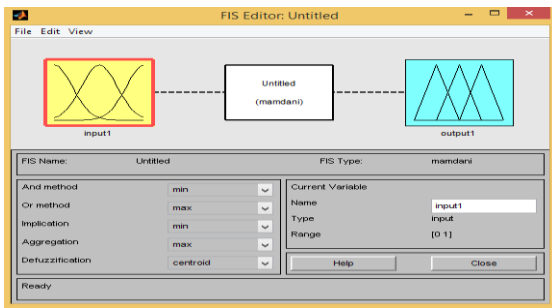 FIS Editor: Untitled
File Edit View
Untitled
(mamdani)
input1
output1
FIS Name: Untitled FIS Type: mamdani
And method min
Or method max
Implication min
Aggregation max
Defuzzification centroid
Current Variable
Name input1
Type input
Range [0 1]
Help Close
Ready